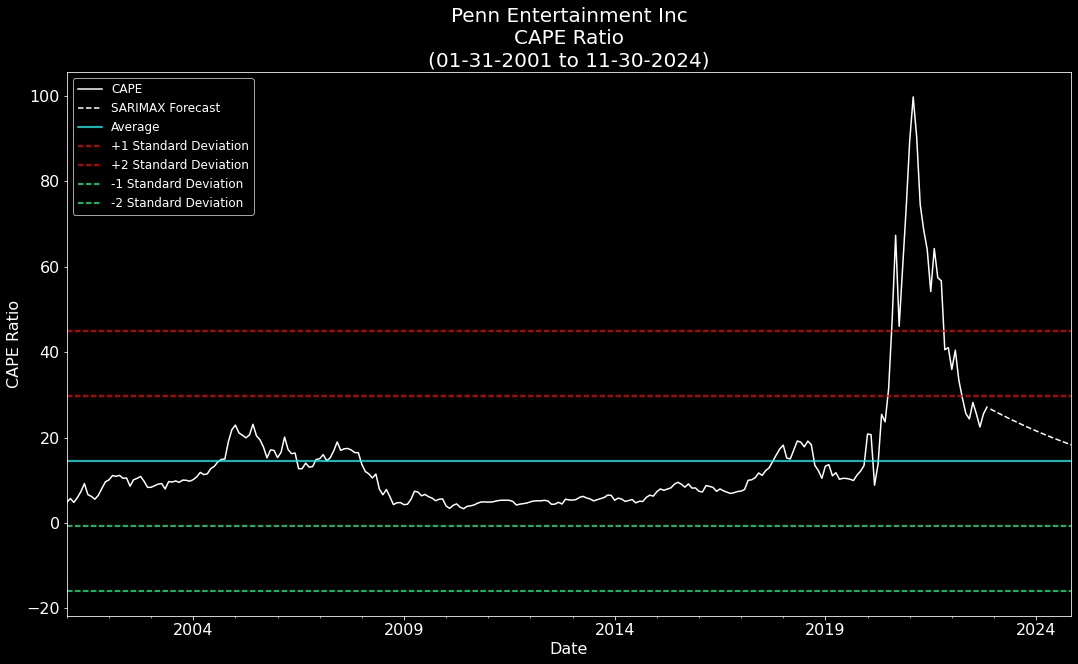 Penn Entertainment Inc
CAPE Ratio
(01-31-2001 to 11-30-2024)
CAPE
SARIMAX Forecast
Average
+1 Standard Deviation
+2 Standard Deviation
-1 Standard Deviation
-2 Standard Deviation
CAPE Ratio
100
80
60
40
20
0
−20
2004
2009
2014
2019
2024
Date